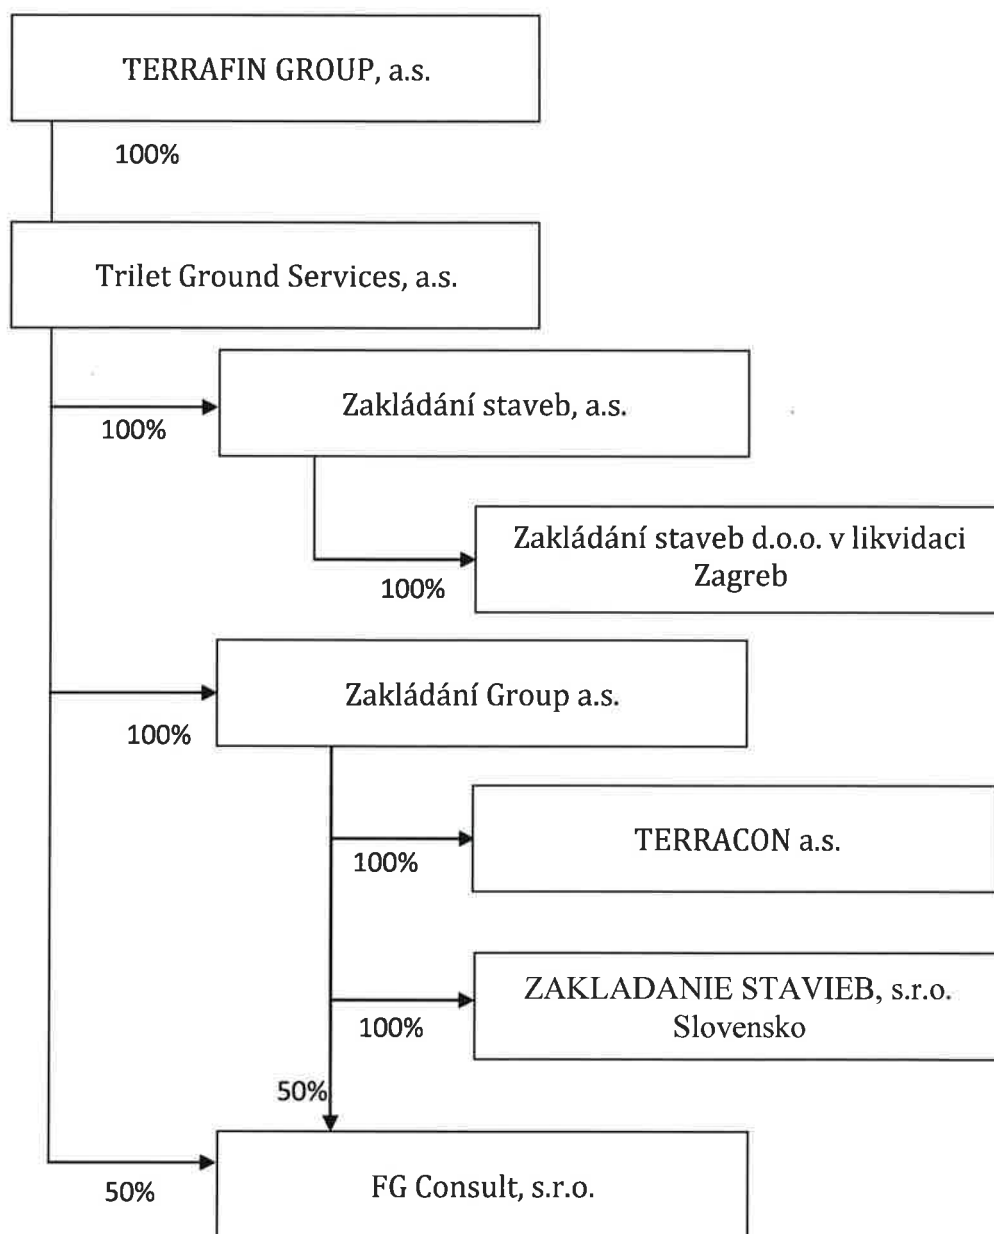 TERRAFIN GROUP, a.s.
100%
Trilet Ground Services, a.s.
Zakládání staveb, a.s.
100%
Zakládání staveb d.o.o. v likvidaci
Zagreb
100%
Zakládání Group a.s.
100%
TERRACON a.s.
100%
ZAKLADANIE STAVIEB, s.r.o.
Slovensko
100%
50%
FG Consult, s.r.o.
50%